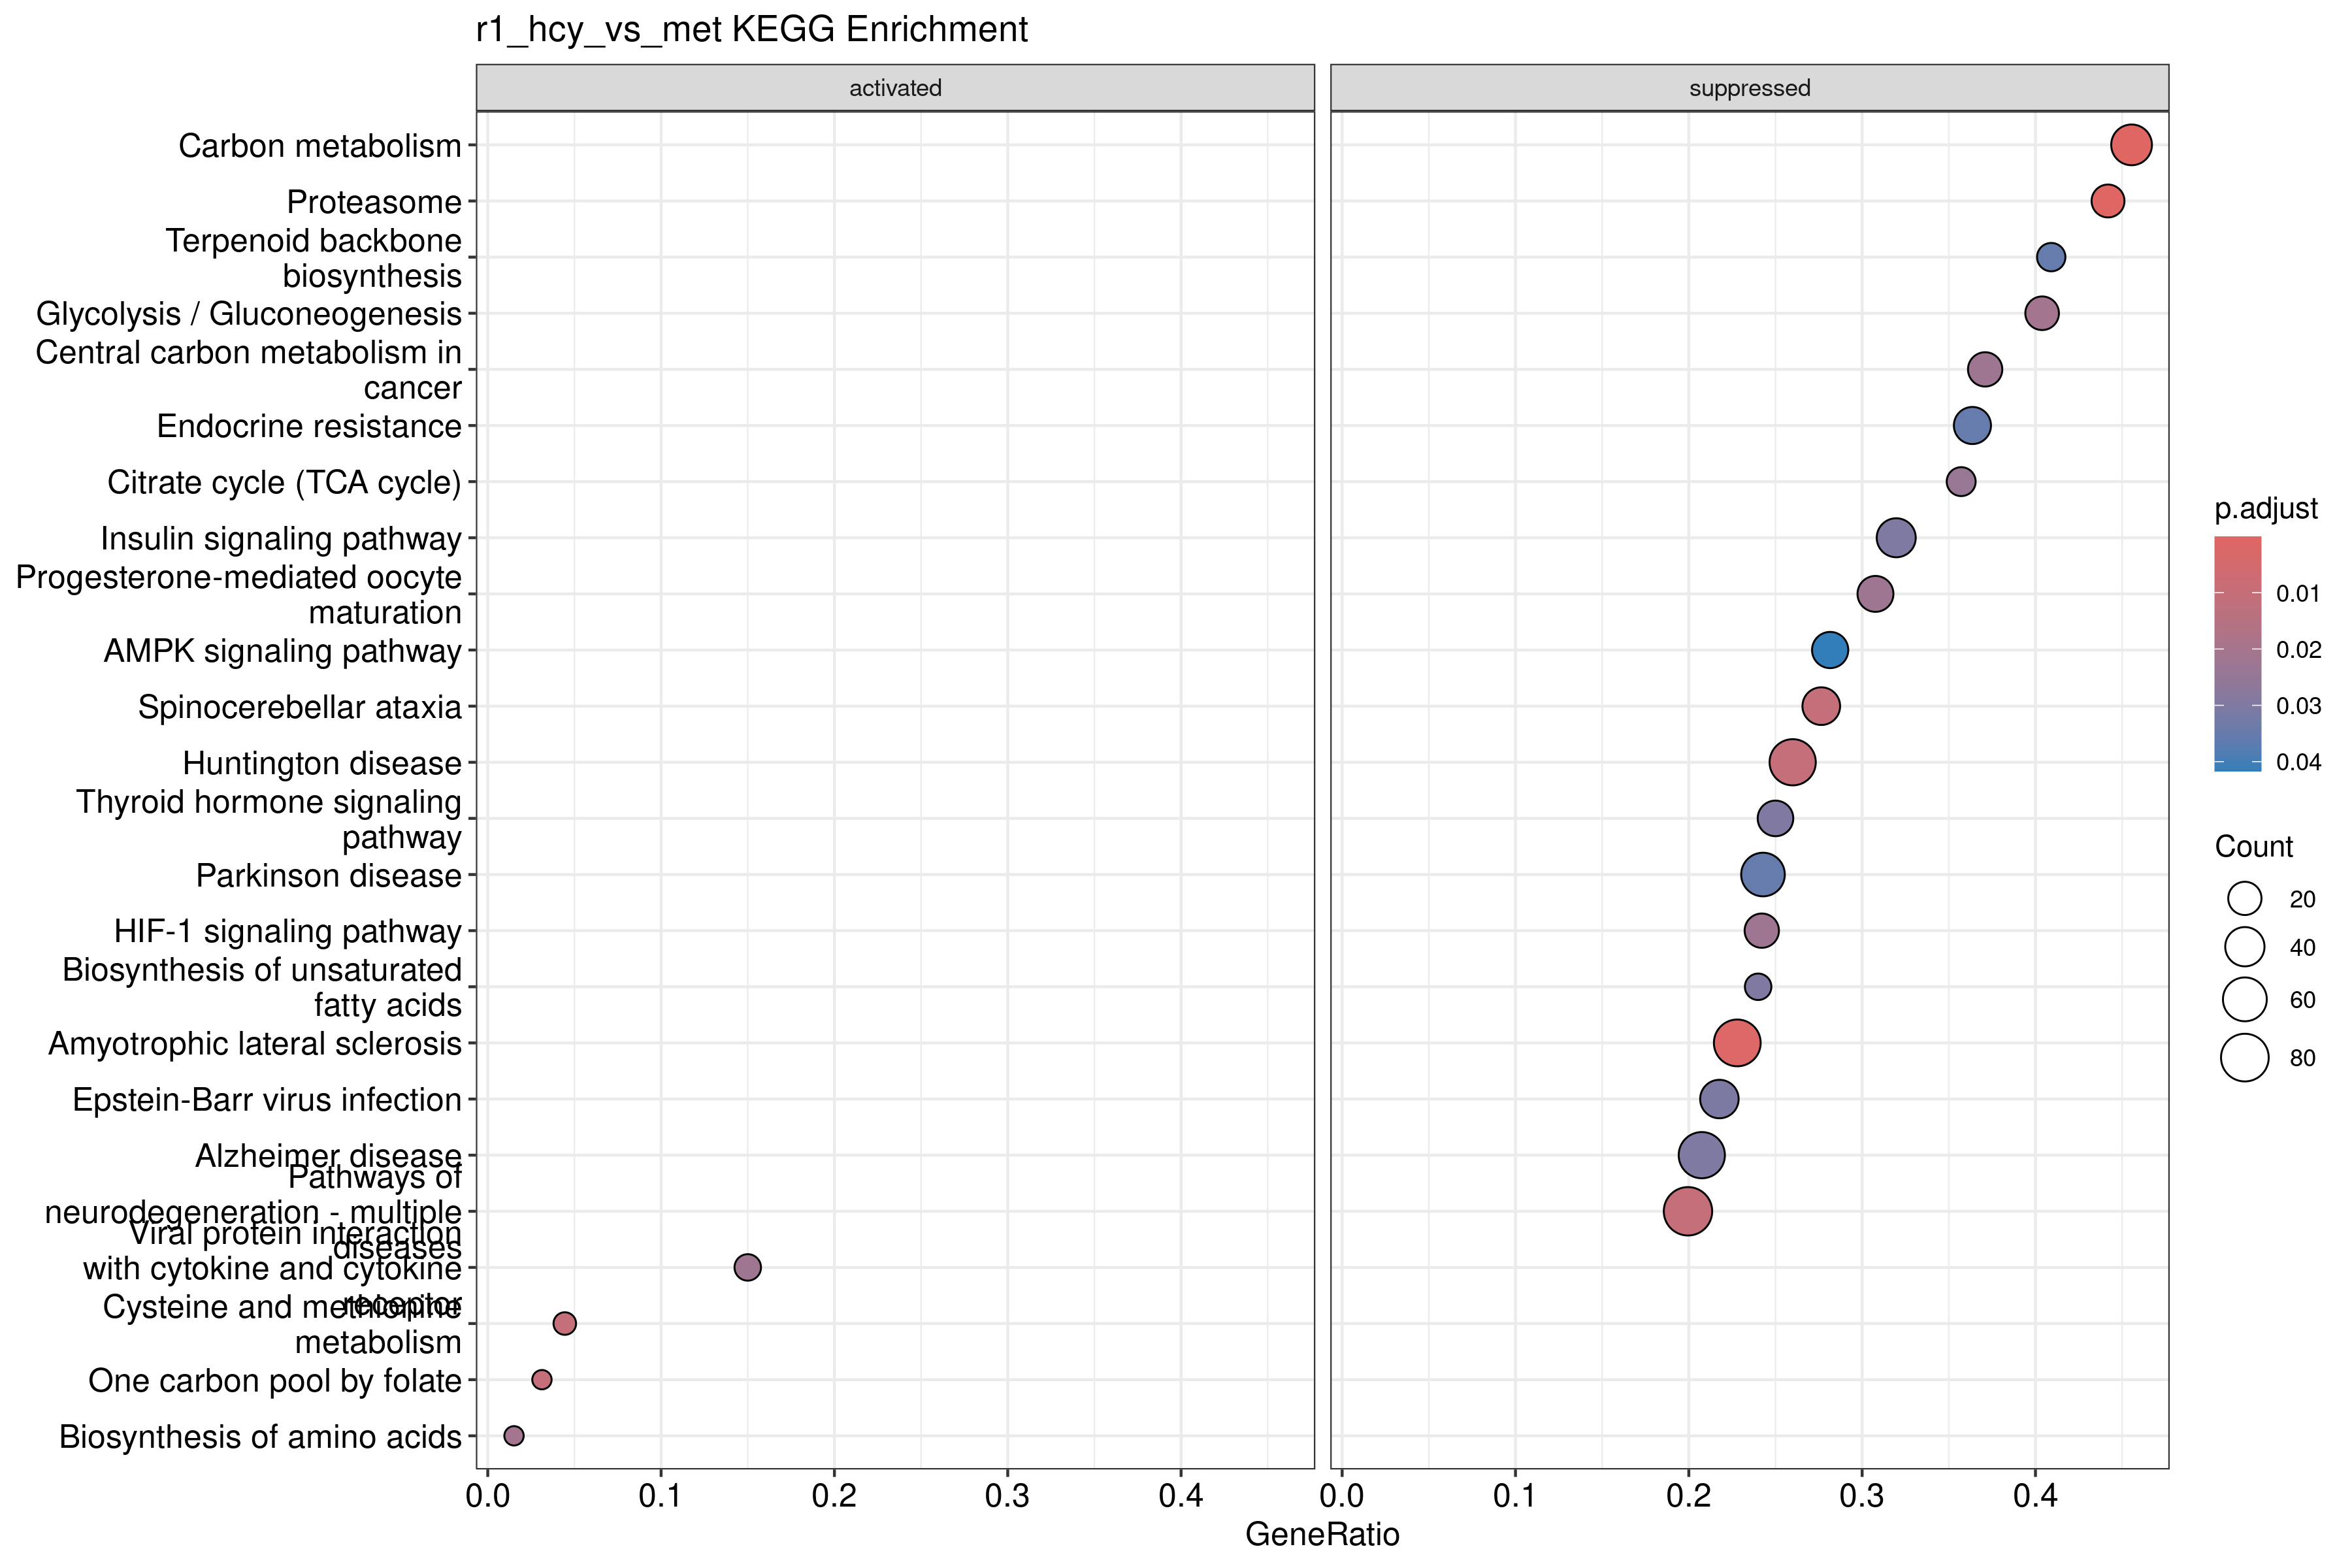 r1_hcy_vs_met KEGG Enrichment
activated
suppressed
Carbon metabolism
Proteasome
Terpenoid backbone
biosynthesis
Glycolysis / Gluconeogenesis
Central carbon metabolism in
cancer
Endocrine resistance
Citrate cycle (TCA cycle)
Insulin signaling pathway
Progesterone-mediated oocyte
maturation
AMPK signaling pathway
Spinocerebellar ataxia
Huntington disease
Thyroid hormone signaling
pathway
Parkinson disease
HIF-1 signaling pathway
Biosynthesis of unsaturated
fatty acids
Amyotrophic lateral sclerosis
Epstein-Barr virus infection
Alzheimer disease
Pathways of
neurodegeneration - multiple
diseases
Viral protein interaction
with cytokine and cytokine
receptor
Cysteine and methionine
metabolism
One carbon pool by folate
Biosynthesis of amino acids
0.0 0.1 0.2 0.3 0.4
0.0 0.1 0.2 0.3 0.4
GeneRatio
p.adjust
0.01
0.02
0.03
0.04
Count
20
40
60
80